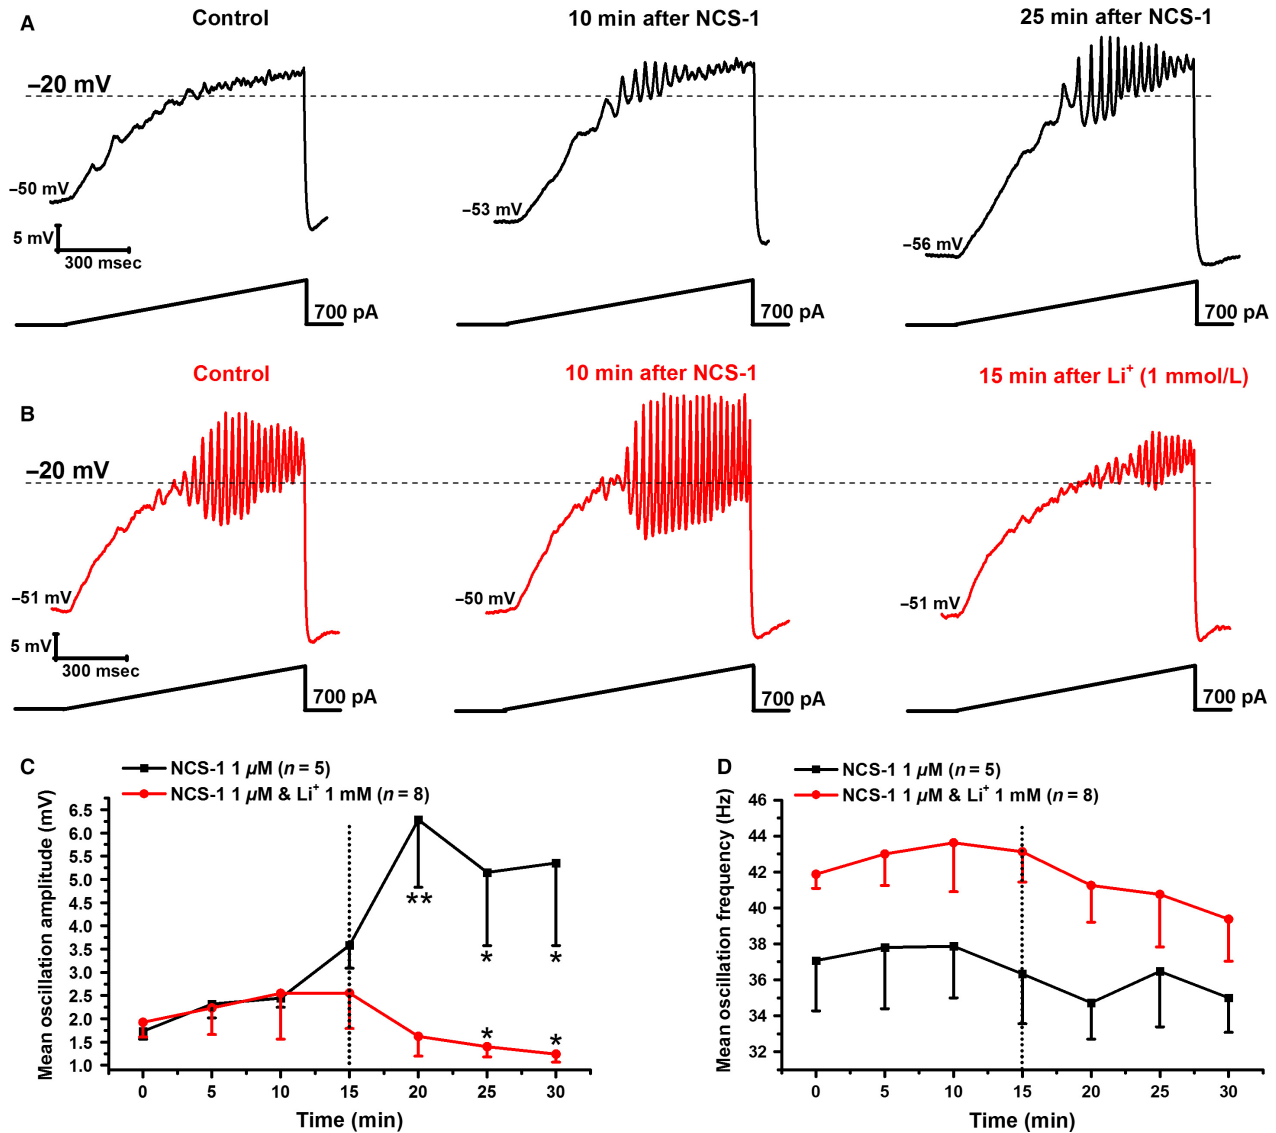 A
Control
10 min after NCS-1
25 min after NCS-1
–20 mV
–50 mV
–53 mV
–56 mV
5 mV
300 msec
700 pA
700 pA
700 pA
B
Control
10 min after NCS-1
15 min after Li⁺ (1 mmol/L)
–20 mV
–51 mV
–50 mV
–51 mV
5 mV
300 msec
700 pA
700 pA
700 pA
C
NCS-1 1 µM (n = 5)
NCS-1 1 µM & Li⁺ 1 mM (n = 8)
Mean oscillation amplitude (mV)
6.5
6.0
5.5
5.0
4.5
4.0
3.5
3.0
2.5
2.0
1.5
1.0
**
*
*
*
*
0 5 10 15 20 25 30
Time (min)
D
NCS-1 1 µM (n = 5)
NCS-1 1 µM & Li⁺ 1 mM (n = 8)
Mean oscillation frequency (Hz)
46
44
42
40
38
36
34
32
0 5 10 15 20 25 30
Time (min)